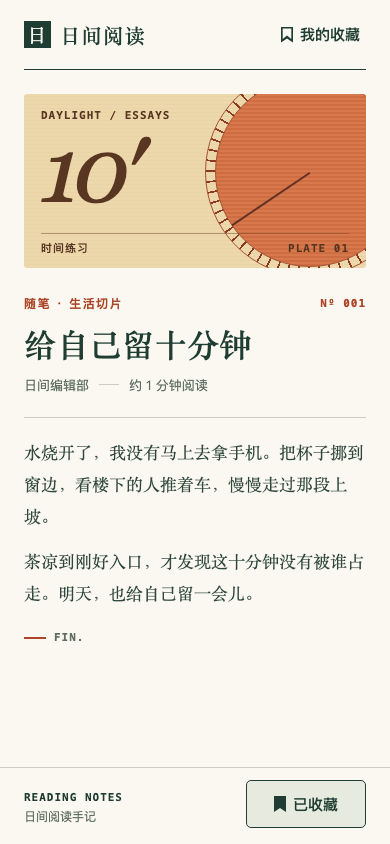 日 日间阅读
我的收藏
DAYLIGHT / ESSAYS
10′
时间练习
PLATE 01
随笔 · 生活切片
Nº 001
给自己留十分钟
日间编辑部 —— 约 1 分钟阅读
水烧开了，我没有马上去拿手机。把杯子挪到
窗边，看楼下的人推着车，慢慢走过那段上
坡。
茶凉到刚好入口，才发现这十分钟没有被谁占
走。明天，也给自己留一会儿。
FIN.
READING NOTES
日间阅读手记
已收藏